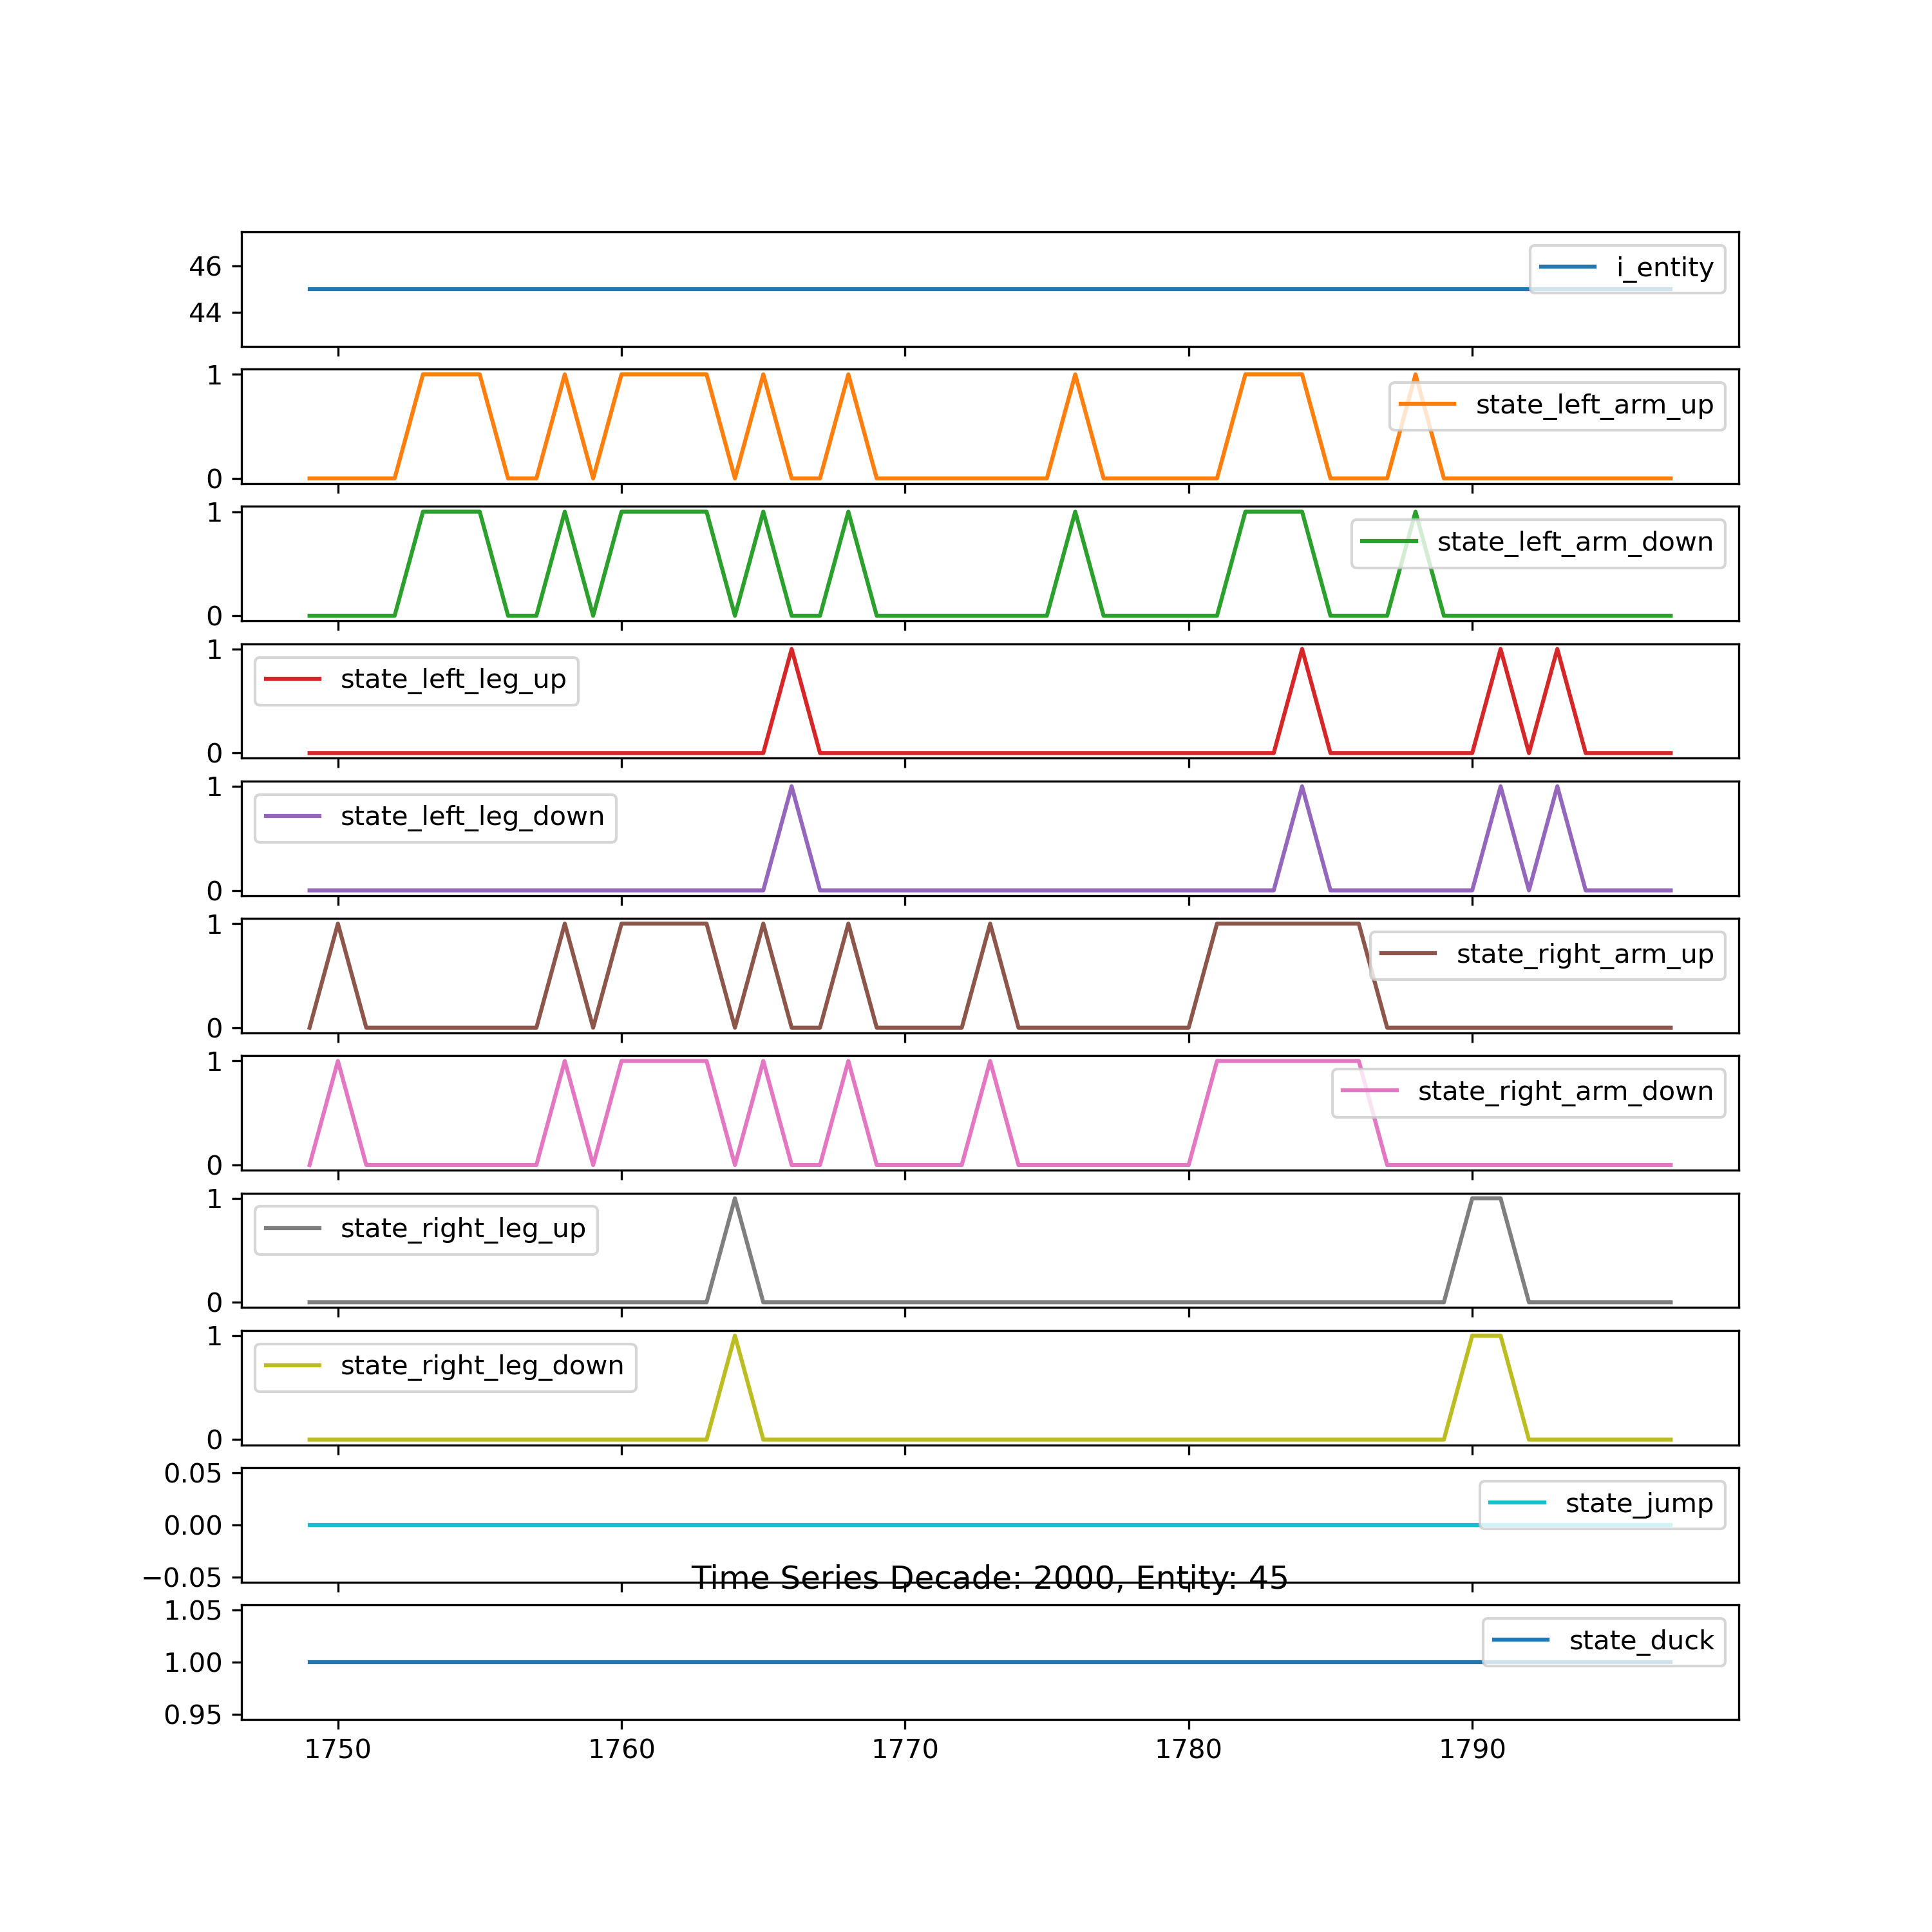 46
i_entity
44
1
state_left_arm_up
0
1
state_left_arm_down
0
1
state_left_leg_up
0
1
state_left_leg_down
0
1
state_right_arm_up
0
1
state_right_arm_down
0
1
state_right_leg_up
0
1
state_right_leg_down
0
0.05
state_jump
0.00
−0.05
Time Series Decade: 2000, Entity: 45
1.05
state_duck
1.00
0.95
1750 1760 1770 1780 1790